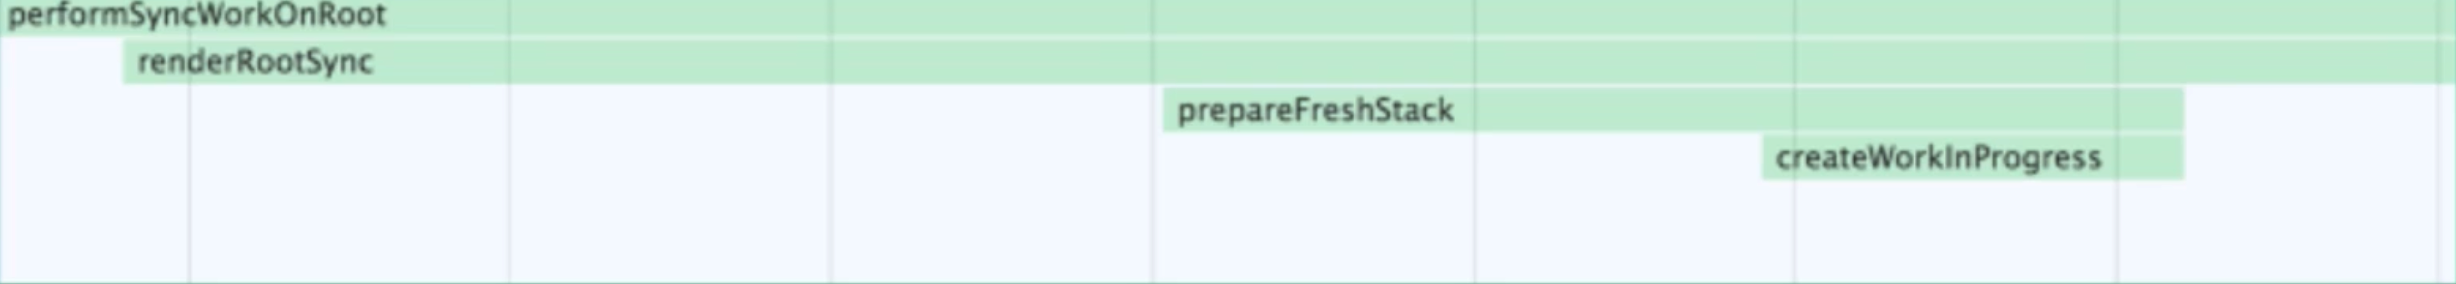 performSyncWorkOnRoot
renderRootSync
prepareFreshStack
createWorkInProgress